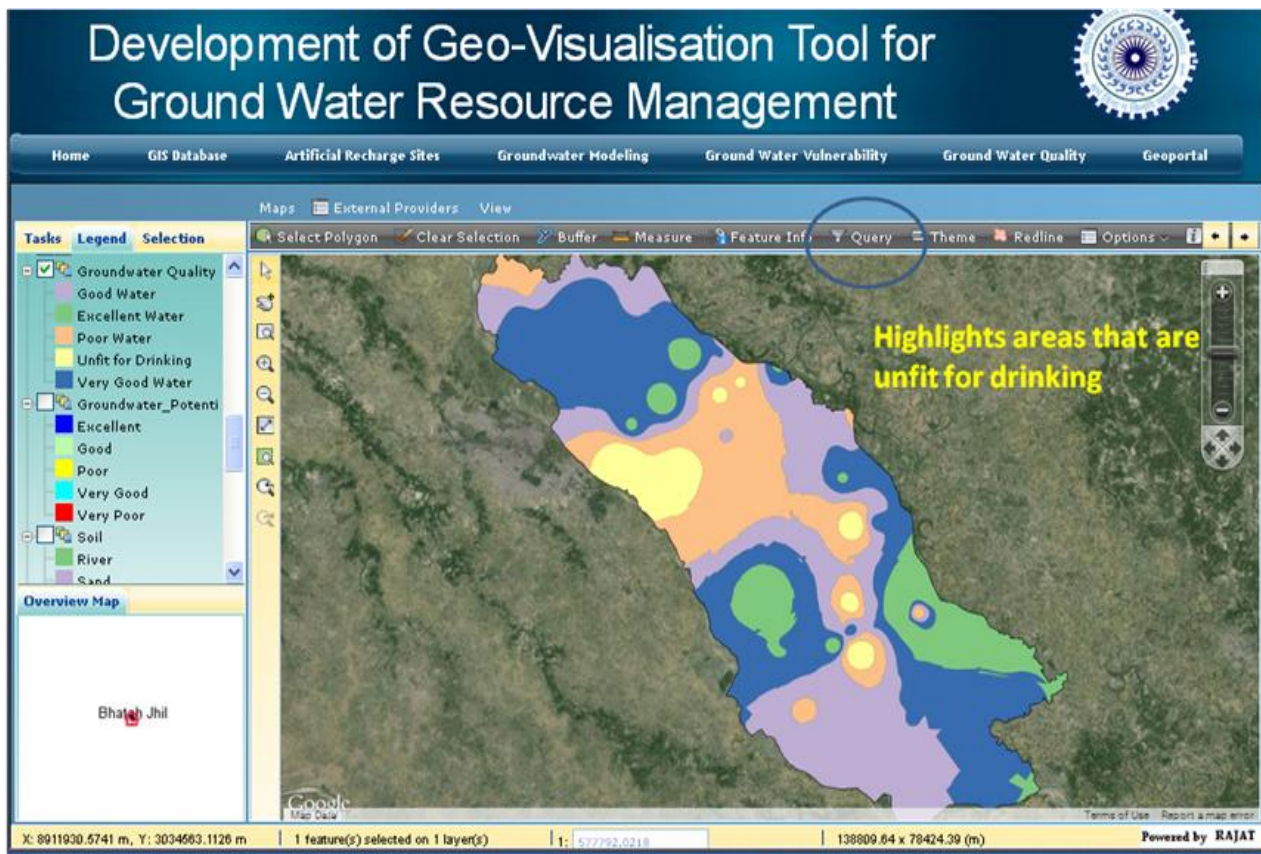 Development of Geo-Visualisation Tool for
Ground Water Resource Management
Home GIS Database Artificial Recharge Sites Groundwater Modeling Ground Water Vulnerability Ground Water Quality Geoportal
Maps External Providers View
Tasks Legend Selection
Select Polygon Clear Selection Buffer Measure Feature Info Query Theme Redline Options
Groundwater Quality
Good Water
Excellent Water
Poor Water
Unfit for Drinking
Very Good Water
Groundwater_Potenti
Excellent
Good
Poor
Very Good
Very Poor
Soil
River
Sand
Highlights areas that are
unfit for drinking
Overview Map
Bhatah Jhil
Google
Map Data
Terms of Use Report a map error
X: 8911930.5741 m, Y: 3034563.1126 m 1 feature(s) selected on 1 layer(s) 1: 577792,0218 138809.64 x 78424.39 (m) Powered by RAJAT